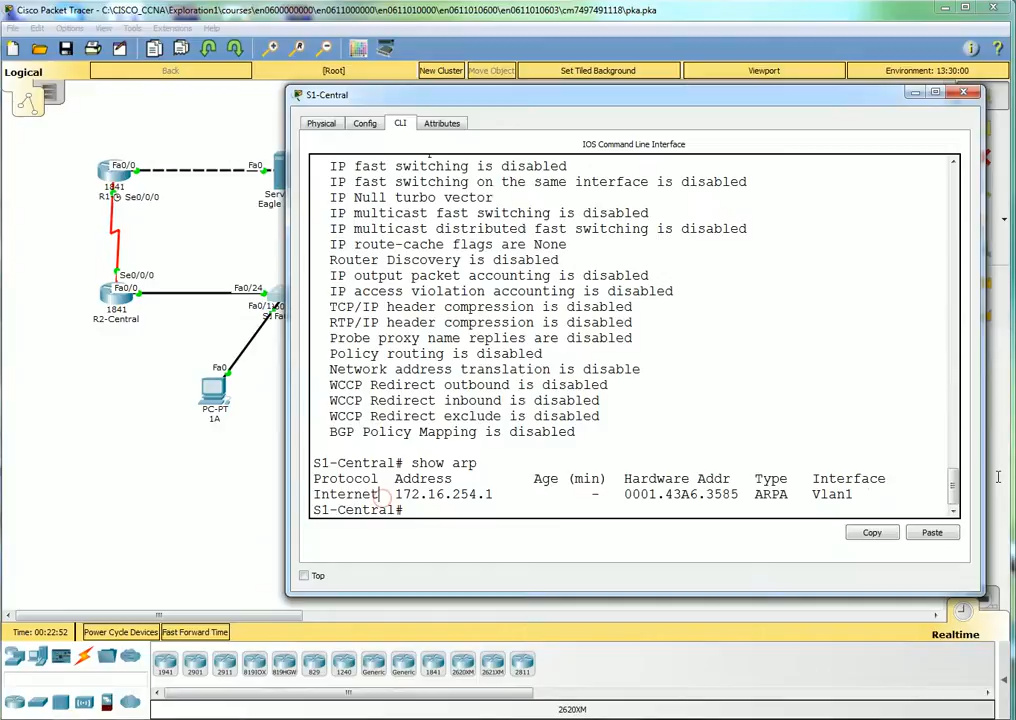 Cisco Packet Tracer - C:\CISCO_CCNA\Exploration1\courses\en0600000000\en0611000000\en0611010000\en0611010600\en0611010603\cm7497491118\pka.pka
File Edit Options View Tools Extensions Help
Logical Back [Root] New Cluster Move Object Set Tiled Background Viewport Environment: 13:30:00
S1-Central
Physical Config CLI Attributes
IOS Command Line Interface
IP fast switching is disabled
IP fast switching on the same interface is disabled
IP Null turbo vector
IP multicast fast switching is disabled
IP multicast distributed fast switching is disabled
IP route-cache flags are None
Router Discovery is disabled
IP output packet accounting is disabled
IP access violation accounting is disabled
TCP/IP header compression is disabled
RTP/IP header compression is disabled
Probe proxy name replies are disabled
Policy routing is disabled
Network address translation is disable
WCCP Redirect outbound is disabled
WCCP Redirect inbound is disabled
WCCP Redirect exclude is disabled
BGP Policy Mapping is disabled
S1-Central# show arp
Protocol Address Age (min) Hardware Addr Type Interface
Internet 172.16.254.1 - 0001.43A6.3585 ARPA Vlan1
S1-Central#
Copy Paste
Top
Fa0/0 Fa0
1841
Se0/0/0
Eagle
Se0/0/0
Fa0/0 Fa0/24
1841
R2-Central
Fa0
PC-PT
1A
Time: 00:22:52 Power Cycle Devices Fast Forward Time Realtime
1941 2901 2911 819IOX 819HGW 829 1240 Generic Generic 1841 2620XM 2621XM 2811
2620XM